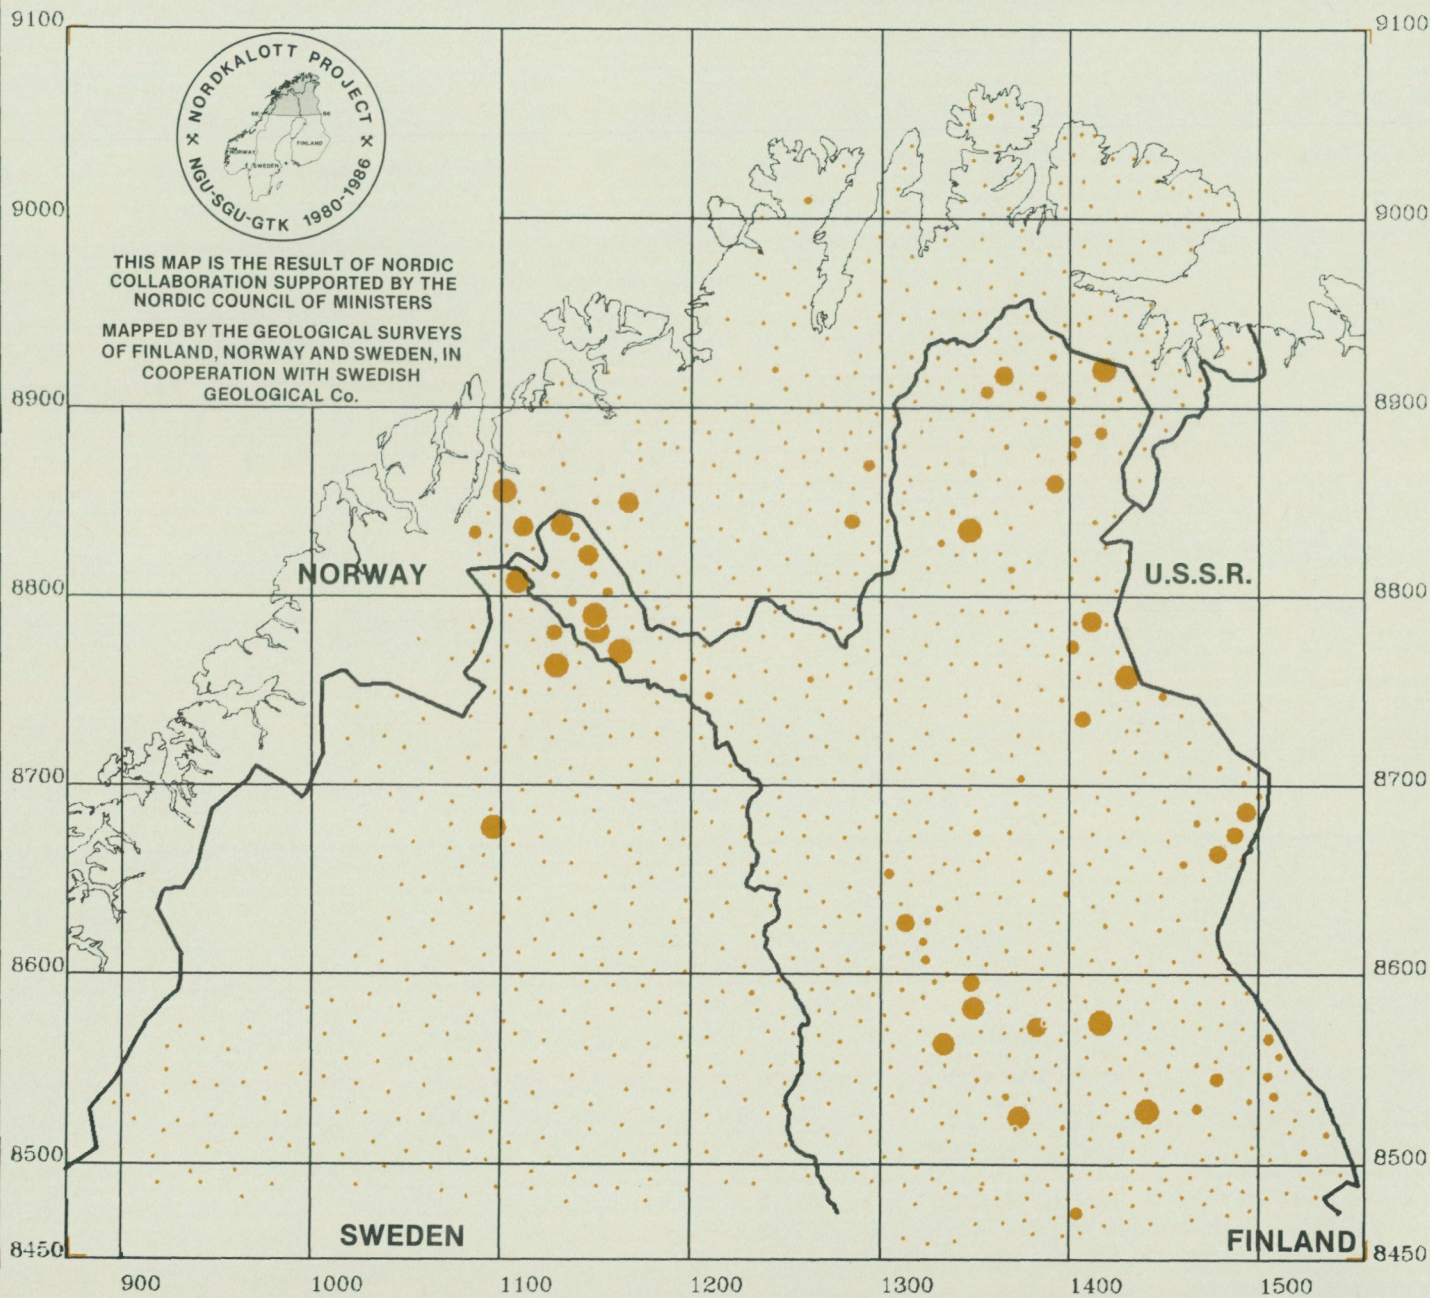 9100
9100
NORDKALOTT PROJECT
NORWAY
SWEDEN
FINLAND
NGU-SGU-GTK 1980-1986
9000
9000
THIS MAP IS THE RESULT OF NORDIC
COLLABORATION SUPPORTED BY THE
NORDIC COUNCIL OF MINISTERS
MAPPED BY THE GEOLOGICAL SURVEYS
OF FINLAND, NORWAY AND SWEDEN, IN
COOPERATION WITH SWEDISH
GEOLOGICAL Co.
8900
8900
NORWAY
U.S.S.R.
8800
8800
8700
8700
8600
8600
8500
8500
SWEDEN
FINLAND
8450
8450
900 1000 1100 1200 1300 1400 1500